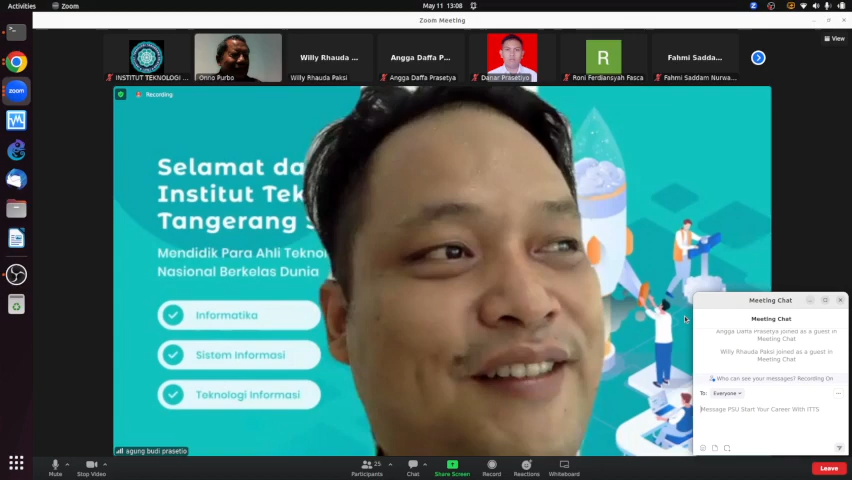 Activities
Zoom
May 11 13:08
Zoom Meeting
View
INSTITUT TEKNOLOGI ...
Onno Purbo
Willy Rhauda ...
Willy Rhauda Paksi
Angga Daffa P...
Angga Daffa Prasetya
Danar Prasetiyo
R
Roni Ferdiansyah Fasca
Fahmi Sadda...
Fahmi Saddam Nurwa...
Recording
Selamat da
Institut Tek
Tangerang S
Mendidik Para Ahli Teknol
Nasional Berkelas Dunia
Informatika
Sistem Informasi
Teknologi Informasi
agung budi prasetio
Meeting Chat
Meeting Chat
Angga Daffa Prasetya joined as a guest in
Meeting Chat
Willy Rhauda Paksi joined as a guest in
Meeting Chat
Who can see your messages? Recording On
To: Everyone
Message PSU Start Your Career With ITTS
Mute
Stop Video
25
Participants
Chat
Share Screen
Record
Reactions
Whiteboard
Leave